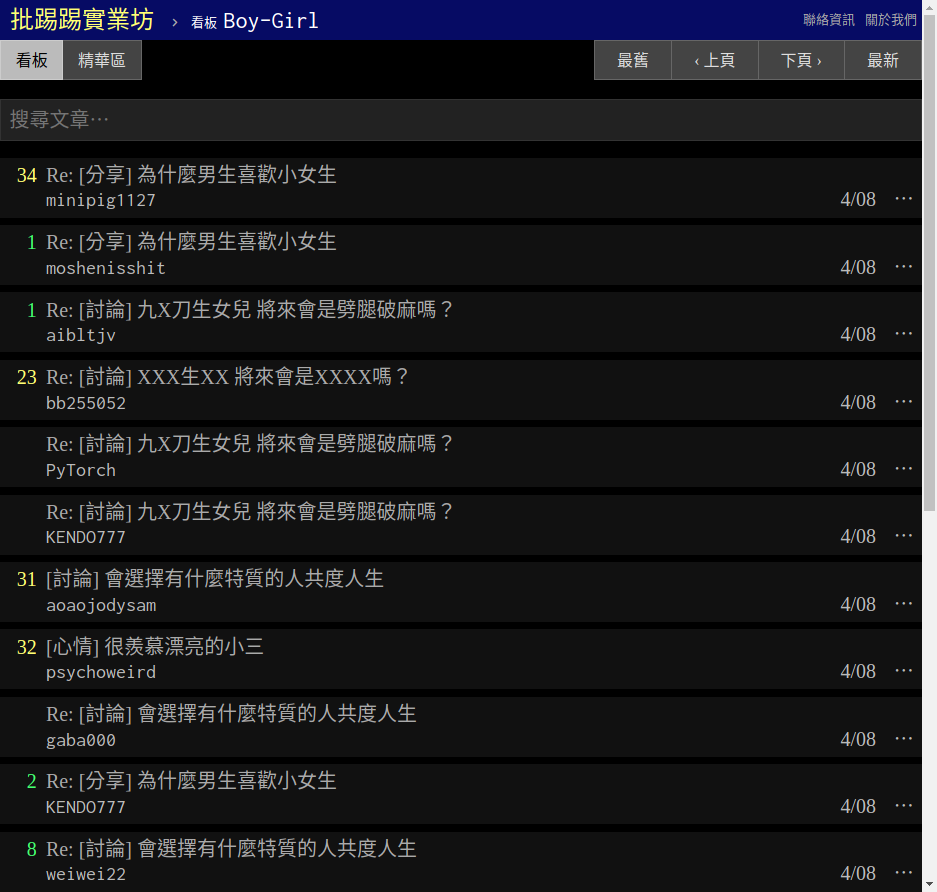 批踢踢實業坊 › 看板 Boy-Girl 聯絡資訊 關於我們
看板 精華區 最舊 ‹ 上頁 下頁 › 最新
搜尋文章⋯
34 Re: [分享] 為什麼男生喜歡小女生
minipig1127 4/08 ⋯
1 Re: [分享] 為什麼男生喜歡小女生
moshenisshit 4/08 ⋯
1 Re: [討論] 九X刀生女兒 將來會是劈腿破麻嗎？
aibltjv 4/08 ⋯
23 Re: [討論] XXX生XX 將來會是XXXX嗎？
bb255052 4/08 ⋯
Re: [討論] 九X刀生女兒 將來會是劈腿破麻嗎？
PyTorch 4/08 ⋯
Re: [討論] 九X刀生女兒 將來會是劈腿破麻嗎？
KENDO777 4/08 ⋯
31 [討論] 會選擇有什麼特質的人共度人生
aoaojodysam 4/08 ⋯
32 [心情] 很羨慕漂亮的小三
psychoweird 4/08 ⋯
Re: [討論] 會選擇有什麼特質的人共度人生
gaba000 4/08 ⋯
2 Re: [分享] 為什麼男生喜歡小女生
KENDO777 4/08 ⋯
8 Re: [討論] 會選擇有什麼特質的人共度人生
weiwei22 4/08 ⋯